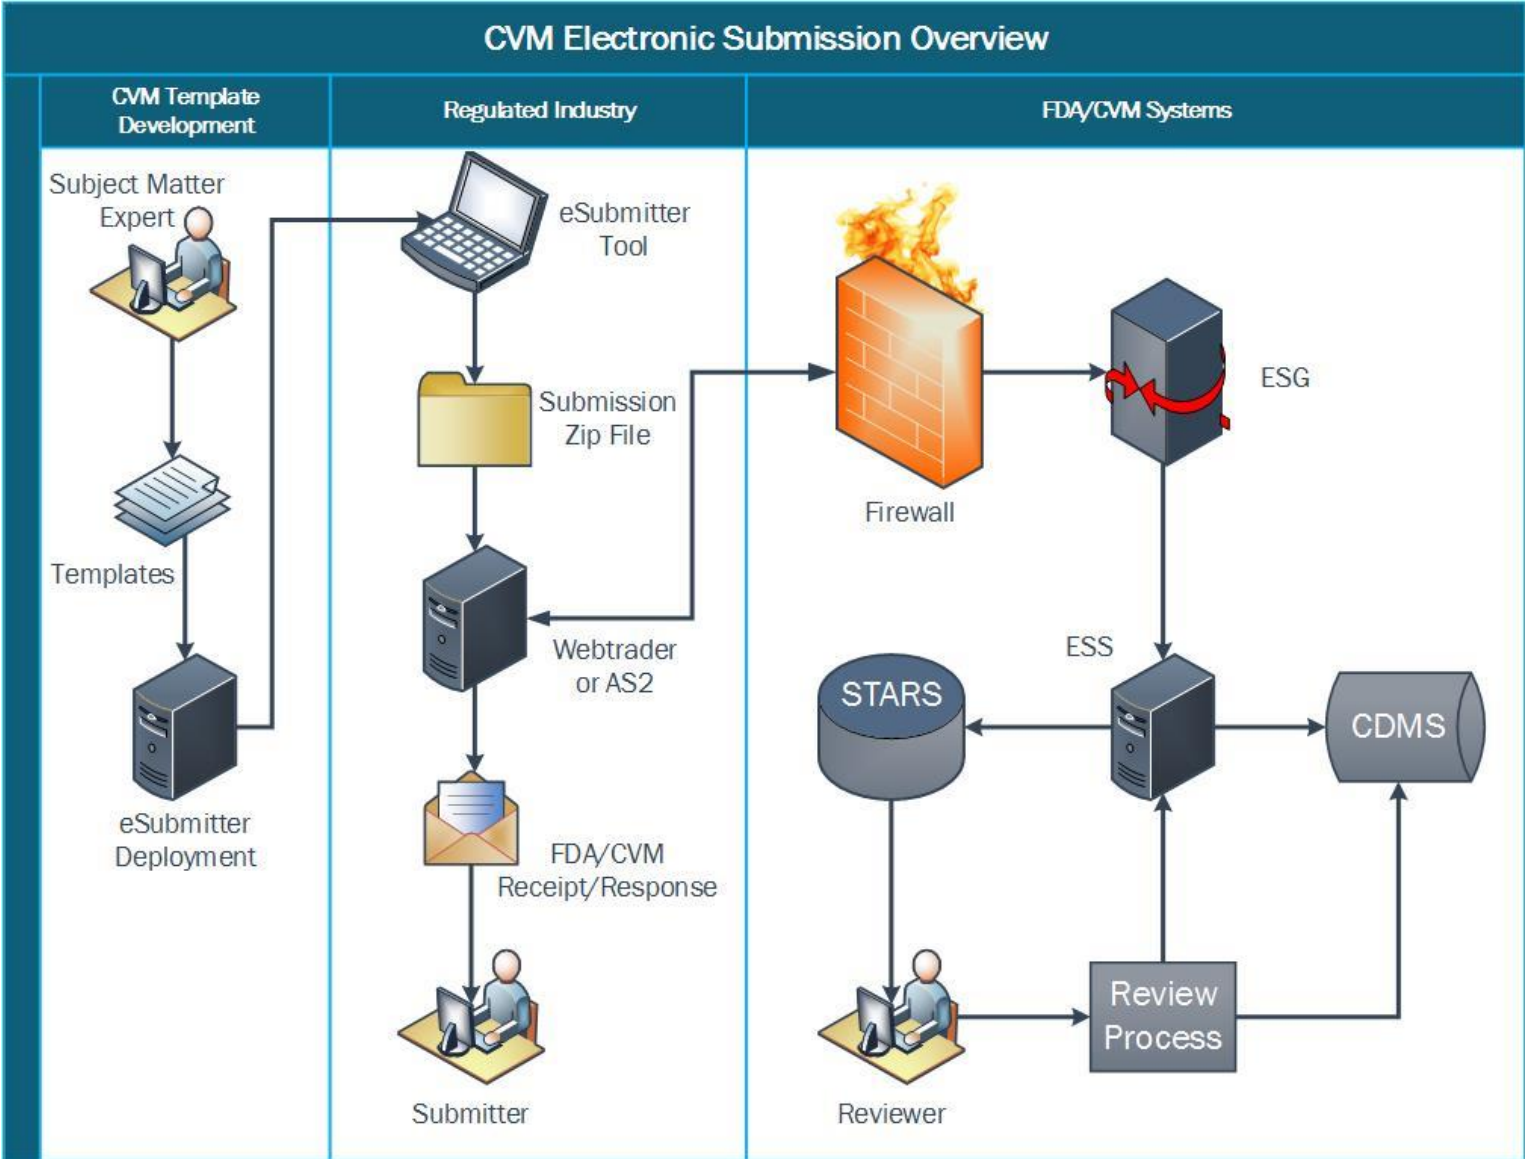 CVM Electronic Submission Overview
CVM Template
Development
Regulated Industry
FDA/CVM Systems
Subject Matter
Expert
Templates
eSubmitter
Deployment
eSubmitter
Tool
Submission
Zip File
Webtrader
or AS2
FDA/CVM
Receipt/Response
Submitter
Firewall
ESG
ESS
STARS
CDMS
Review
Process
Reviewer